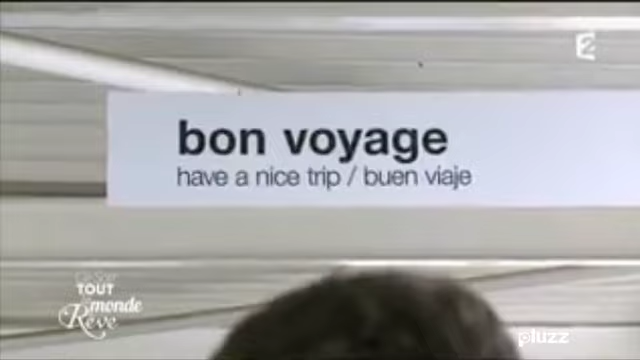 2
bon voyage
have a nice trip / buen viaje
TOUT
monde
Rêve
pluzz